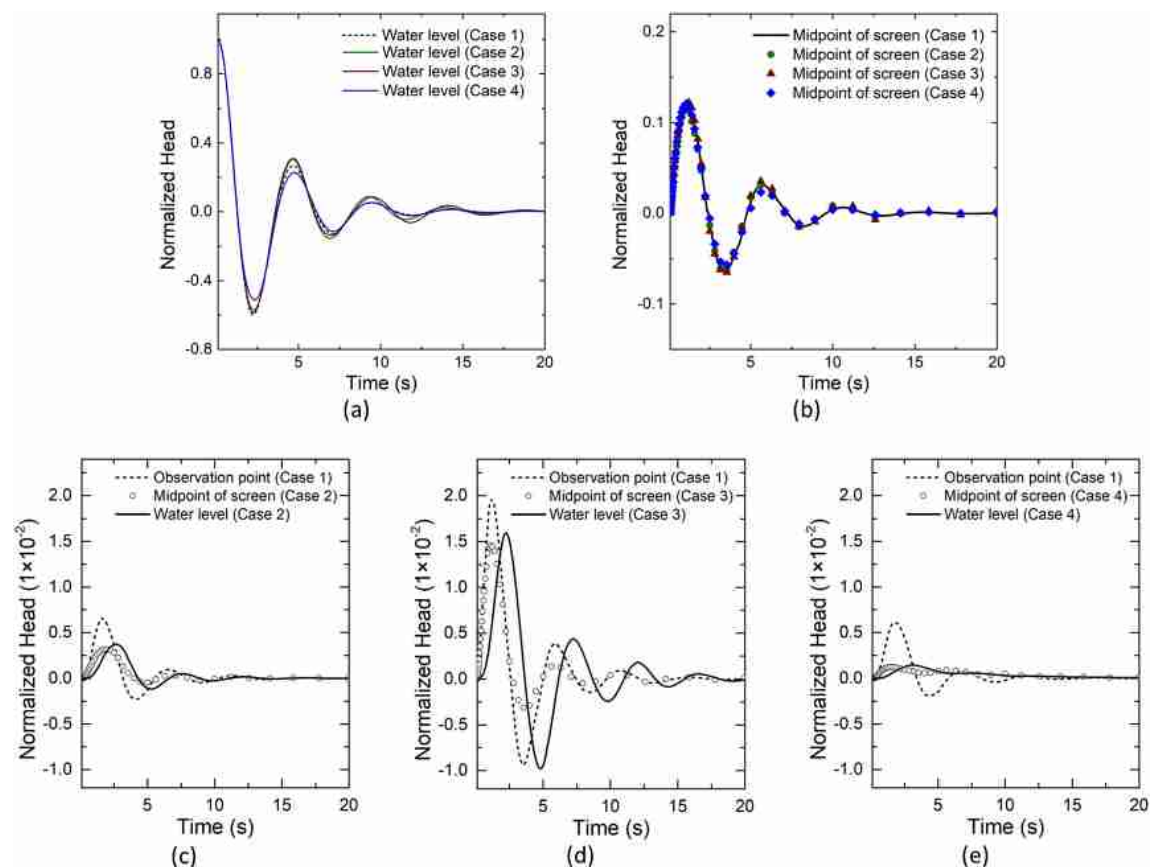 Water level (Case 1)
Water level (Case 2)
Water level (Case 3)
Water level (Case 4)
0.8
0.4
0.0
-0.4
-0.8
5
10
15
20
Normalized Head
Time (s)
(a)
Midpoint of screen (Case 1)
Midpoint of screen (Case 2)
Midpoint of screen (Case 3)
Midpoint of screen (Case 4)
0.2
0.1
0.0
-0.1
5
10
15
20
Normalized Head
Time (s)
(b)
Observation point (Case 1)
Midpoint of screen (Case 2)
Water level (Case 2)
2.0
1.5
1.0
0.5
0.0
-0.5
-1.0
5
10
15
20
Normalized Head (1×10⁻²)
Time (s)
(c)
Observation point (Case 1)
Midpoint of screen (Case 3)
Water level (Case 3)
2.0
1.5
1.0
0.5
0.0
-0.5
-1.0
5
10
15
20
Normalized Head (1×10⁻²)
Time (s)
(d)
Observation point (Case 1)
Midpoint of screen (Case 4)
Water level (Case 4)
2.0
1.5
1.0
0.5
0.0
-0.5
-1.0
5
10
15
20
Normalized Head (1×10⁻²)
Time (s)
(e)